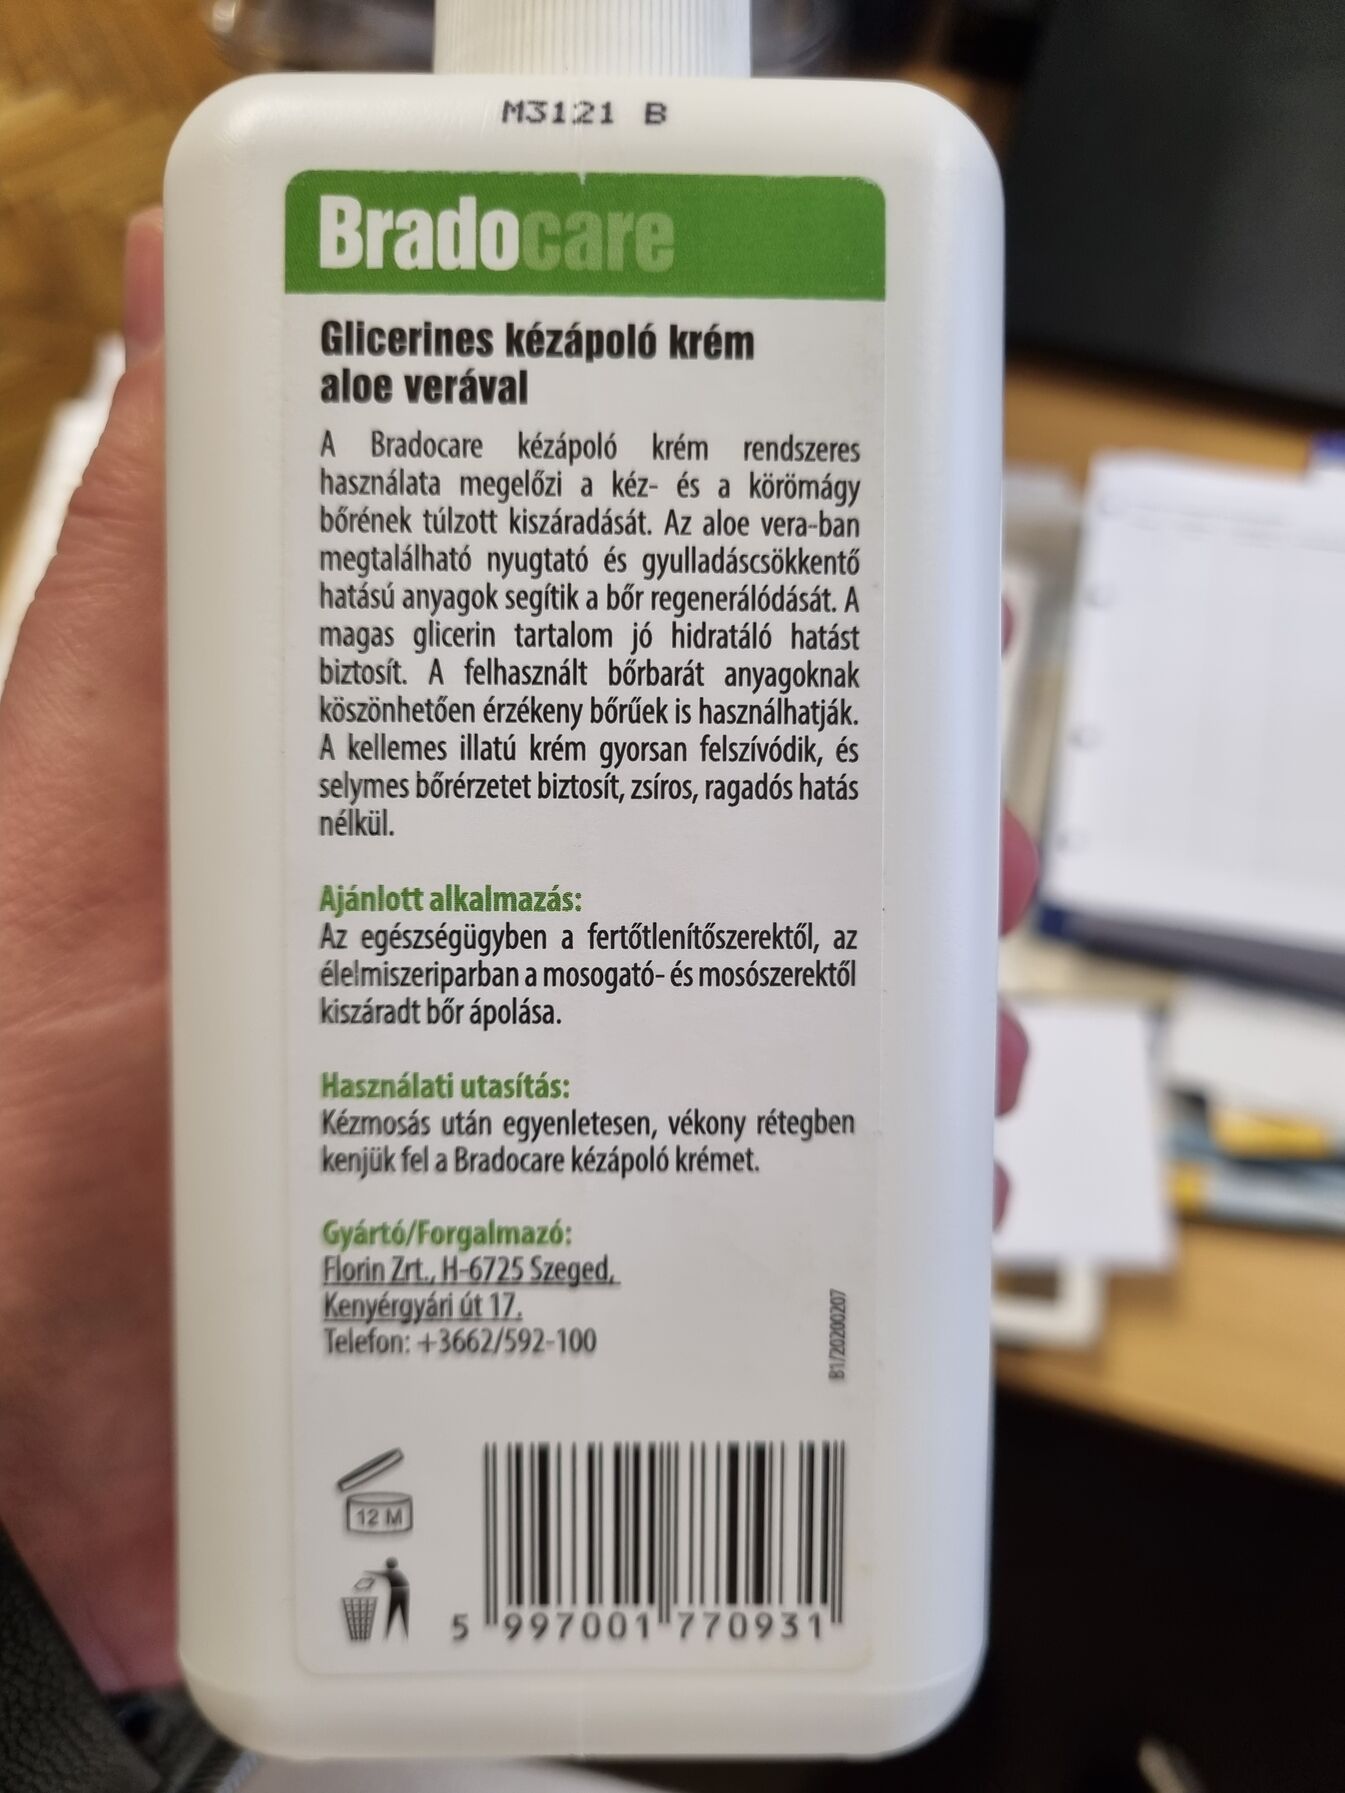 M3121 B
Bradocare
Glicerines kézápoló krém
aloe verával
A Bradocare kézápoló krém rendszeres
használata megelőzi a kéz- és a körömágy
bőrének túlzott kiszáradását. Az aloe vera-ban
megtalálható nyugtató és gyulladáscsökkentő
hatású anyagok segítik a bőr regenerálódását. A
magas glicerin tartalom jó hidratáló hatást
biztosít. A felhasznált bőrbarát anyagoknak
köszönhetően érzékeny bőrűek is használhatják.
A kellemes illatú krém gyorsan felszívódik, és
selymes bőrérzetet biztosít, zsíros, ragadós hatás
nélkül.
Ajánlott alkalmazás:
Az egészségügyben a fertőtlenítőszerektől, az
élelmiszeriparban a mosogató- és mosószerektől
kiszáradt bőr ápolása.
Használati utasítás:
Kézmosás után egyenletesen, vékony rétegben
kenjük fel a Bradocare kézápoló krémet.
Gyártó/Forgalmazó:
Florin Zrt., H-6725 Szeged,
Kenyérgyári út 17.
Telefon: +3662/592-100
B1/20200207
12 M
5 997001 770931